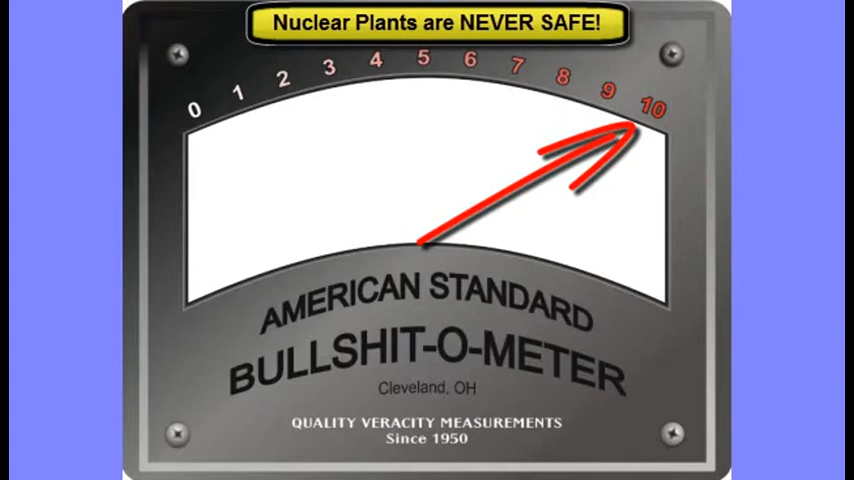 Nuclear Plants are NEVER SAFE!
0 1 2 3 4 5 6 7 8 9 10
AMERICAN STANDARD
BULLSHIT-O-METER
Cleveland, OH
QUALITY VERACITY MEASUREMENTS
Since 1950